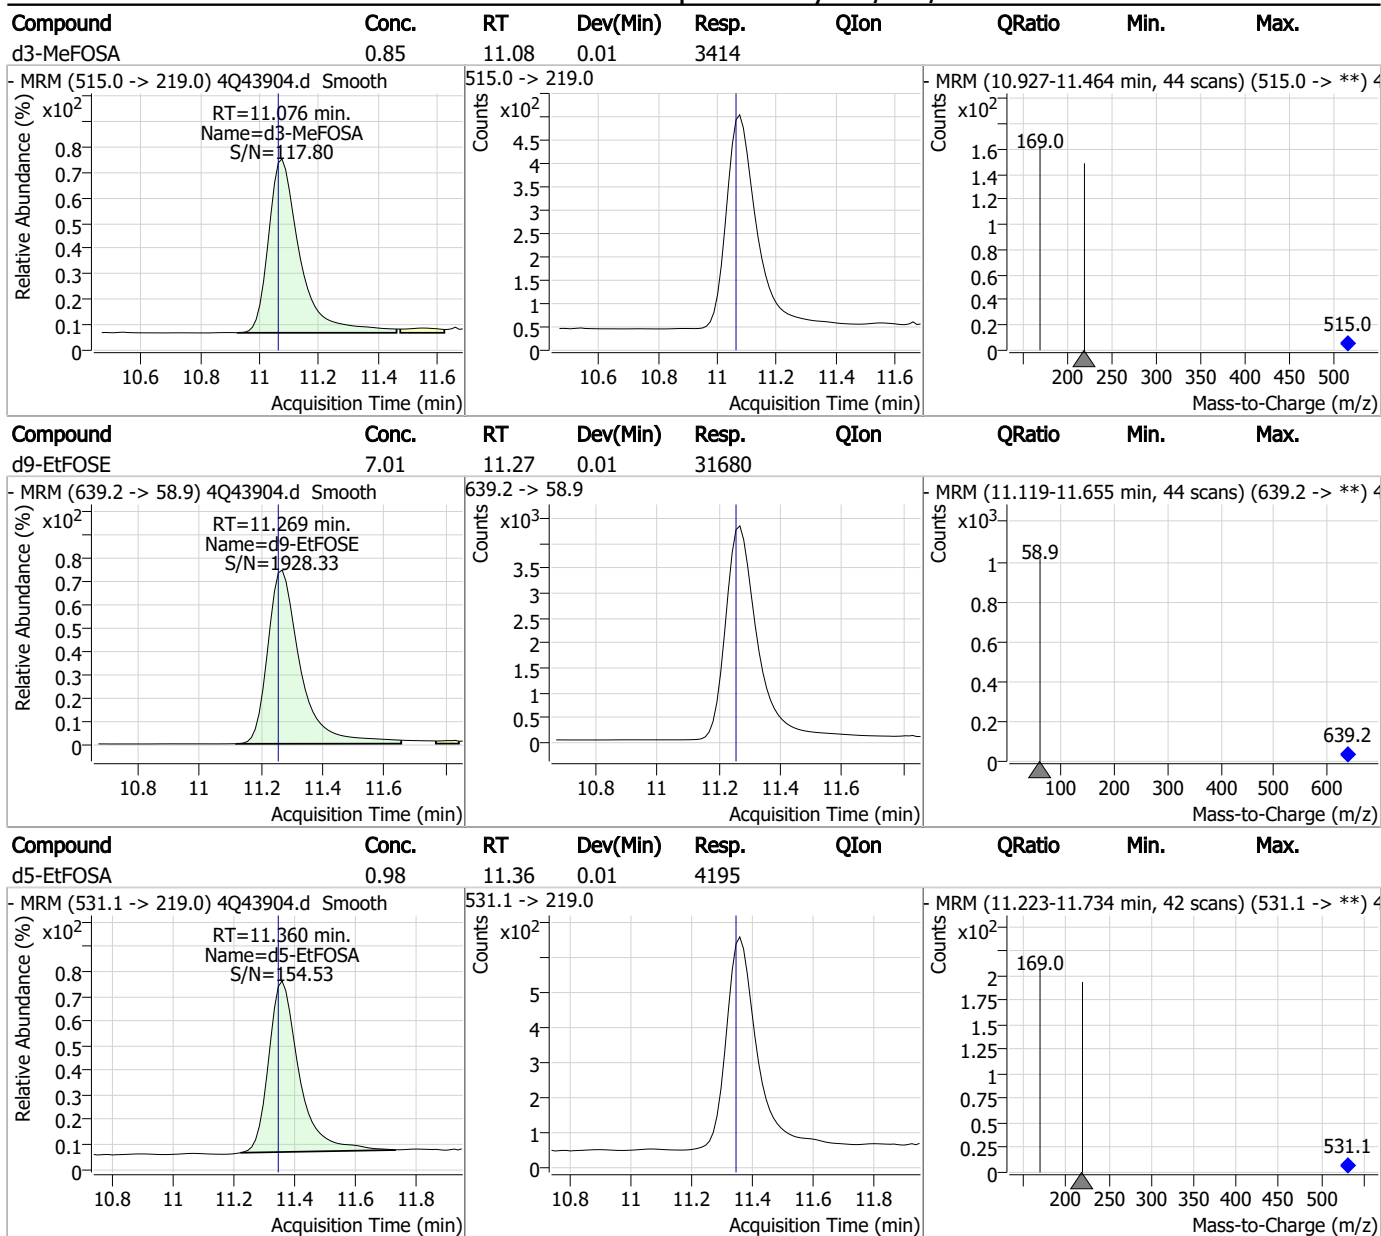 Compound Conc. RT Dev(Min) Resp. QIon QRatio Min. Max.
d3-MeFOSA 0.85 11.08 0.01 3414
- MRM (515.0 -> 219.0) 4Q43904.d Smooth
Relative Abundance (%)
x10²
RT=11.076 min.
Name=d3-MeFOSA
S/N=117.80
0.8
0.7
0.6
0.5
0.4
0.3
0.2
0.1
0
10.6 10.8 11 11.2 11.4 11.6
Acquisition Time (min)
515.0 -> 219.0
Counts
x10²
4.5
4
3.5
3
2.5
2
1.5
1
0.5
0
10.6 10.8 11 11.2 11.4 11.6
Acquisition Time (min)
- MRM (10.927-11.464 min, 44 scans) (515.0 -> **) 4
Counts
x10²
169.0
1.6
1.4
1.2
1
0.8
0.6
0.4
0.2
0
515.0
200 250 300 350 400 450 500
Mass-to-Charge (m/z)
Compound Conc. RT Dev(Min) Resp. QIon QRatio Min. Max.
d9-EtFOSE 7.01 11.27 0.01 31680
- MRM (639.2 -> 58.9) 4Q43904.d Smooth
Relative Abundance (%)
x10²
RT=11.269 min.
Name=d9-EtFOSE
S/N=1928.33
0.8
0.7
0.6
0.5
0.4
0.3
0.2
0.1
0
10.8 11 11.2 11.4 11.6
Acquisition Time (min)
639.2 -> 58.9
Counts
x10³
3.5
3
2.5
2
1.5
1
0.5
0
10.8 11 11.2 11.4 11.6
Acquisition Time (min)
- MRM (11.119-11.655 min, 44 scans) (639.2 -> **) 4
Counts
x10³
58.9
1
0.8
0.6
0.4
0.2
0
639.2
100 200 300 400 500 600
Mass-to-Charge (m/z)
Compound Conc. RT Dev(Min) Resp. QIon QRatio Min. Max.
d5-EtFOSA 0.98 11.36 0.01 4195
- MRM (531.1 -> 219.0) 4Q43904.d Smooth
Relative Abundance (%)
x10²
RT=11.360 min.
Name=d5-EtFOSA
S/N=154.53
0.8
0.7
0.6
0.5
0.4
0.3
0.2
0.1
0
10.8 11 11.2 11.4 11.6 11.8
Acquisition Time (min)
531.1 -> 219.0
Counts
x10²
5
4
3
2
1
0
10.8 11 11.2 11.4 11.6 11.8
Acquisition Time (min)
- MRM (11.223-11.734 min, 42 scans) (531.1 -> **) 4
Counts
x10²
169.0
2
1.75
1.5
1.25
1
0.75
0.5
0.25
0
531.1
200 250 300 350 400 450 500
Mass-to-Charge (m/z)